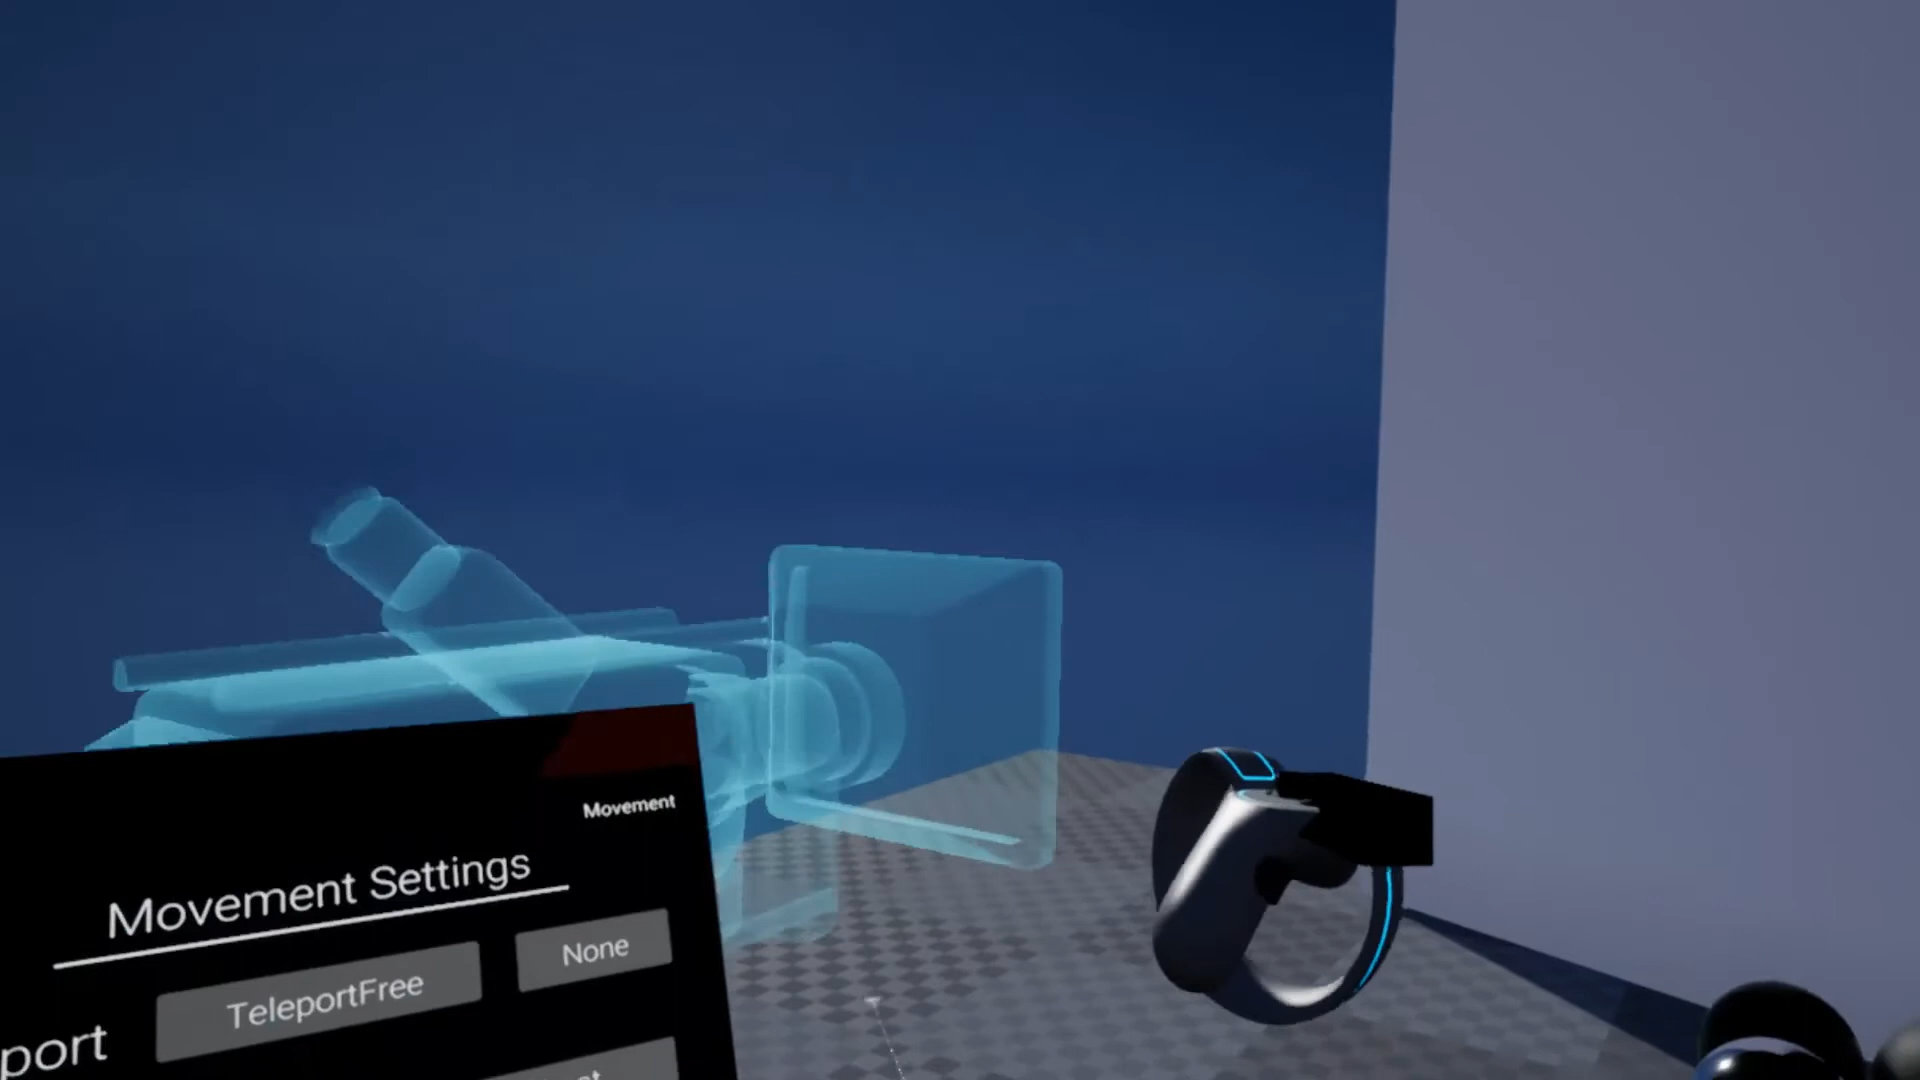 Movement
Movement Settings
TeleportFree
None
port